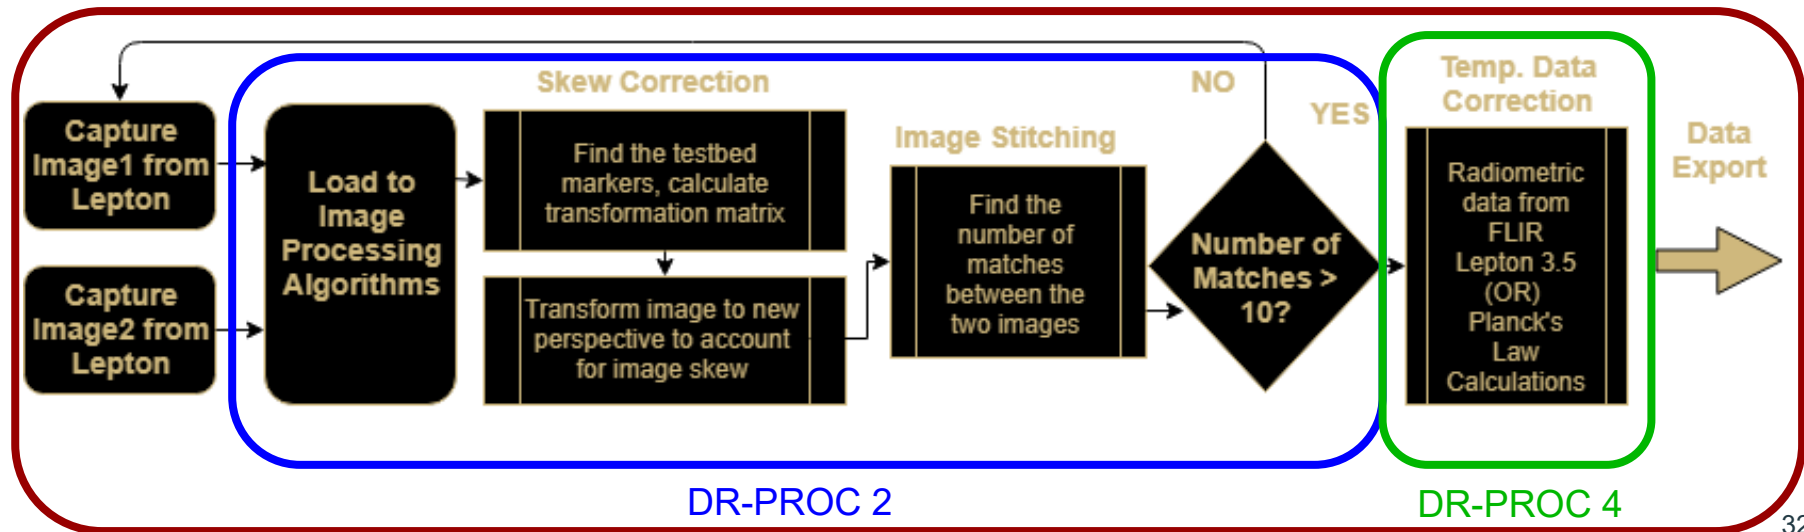 Capture
Image1 from
Lepton
Capture
Image2 from
Lepton
Load to
Image
Processing
Algorithms
Skew Correction
Find the testbed
markers, calculate
transformation matrix
Transform image to new
perspective to account
for image skew
Image Stitching
Find the
number of
matches
between the
two images
NO
YES
Number of
Matches >
10?
Temp. Data
Correction
Radiometric
data from
FLIR
Lepton 3.5
(OR)
Planck's
Law
Calculations
Data
Export
DR-PROC 2
DR-PROC 4
32